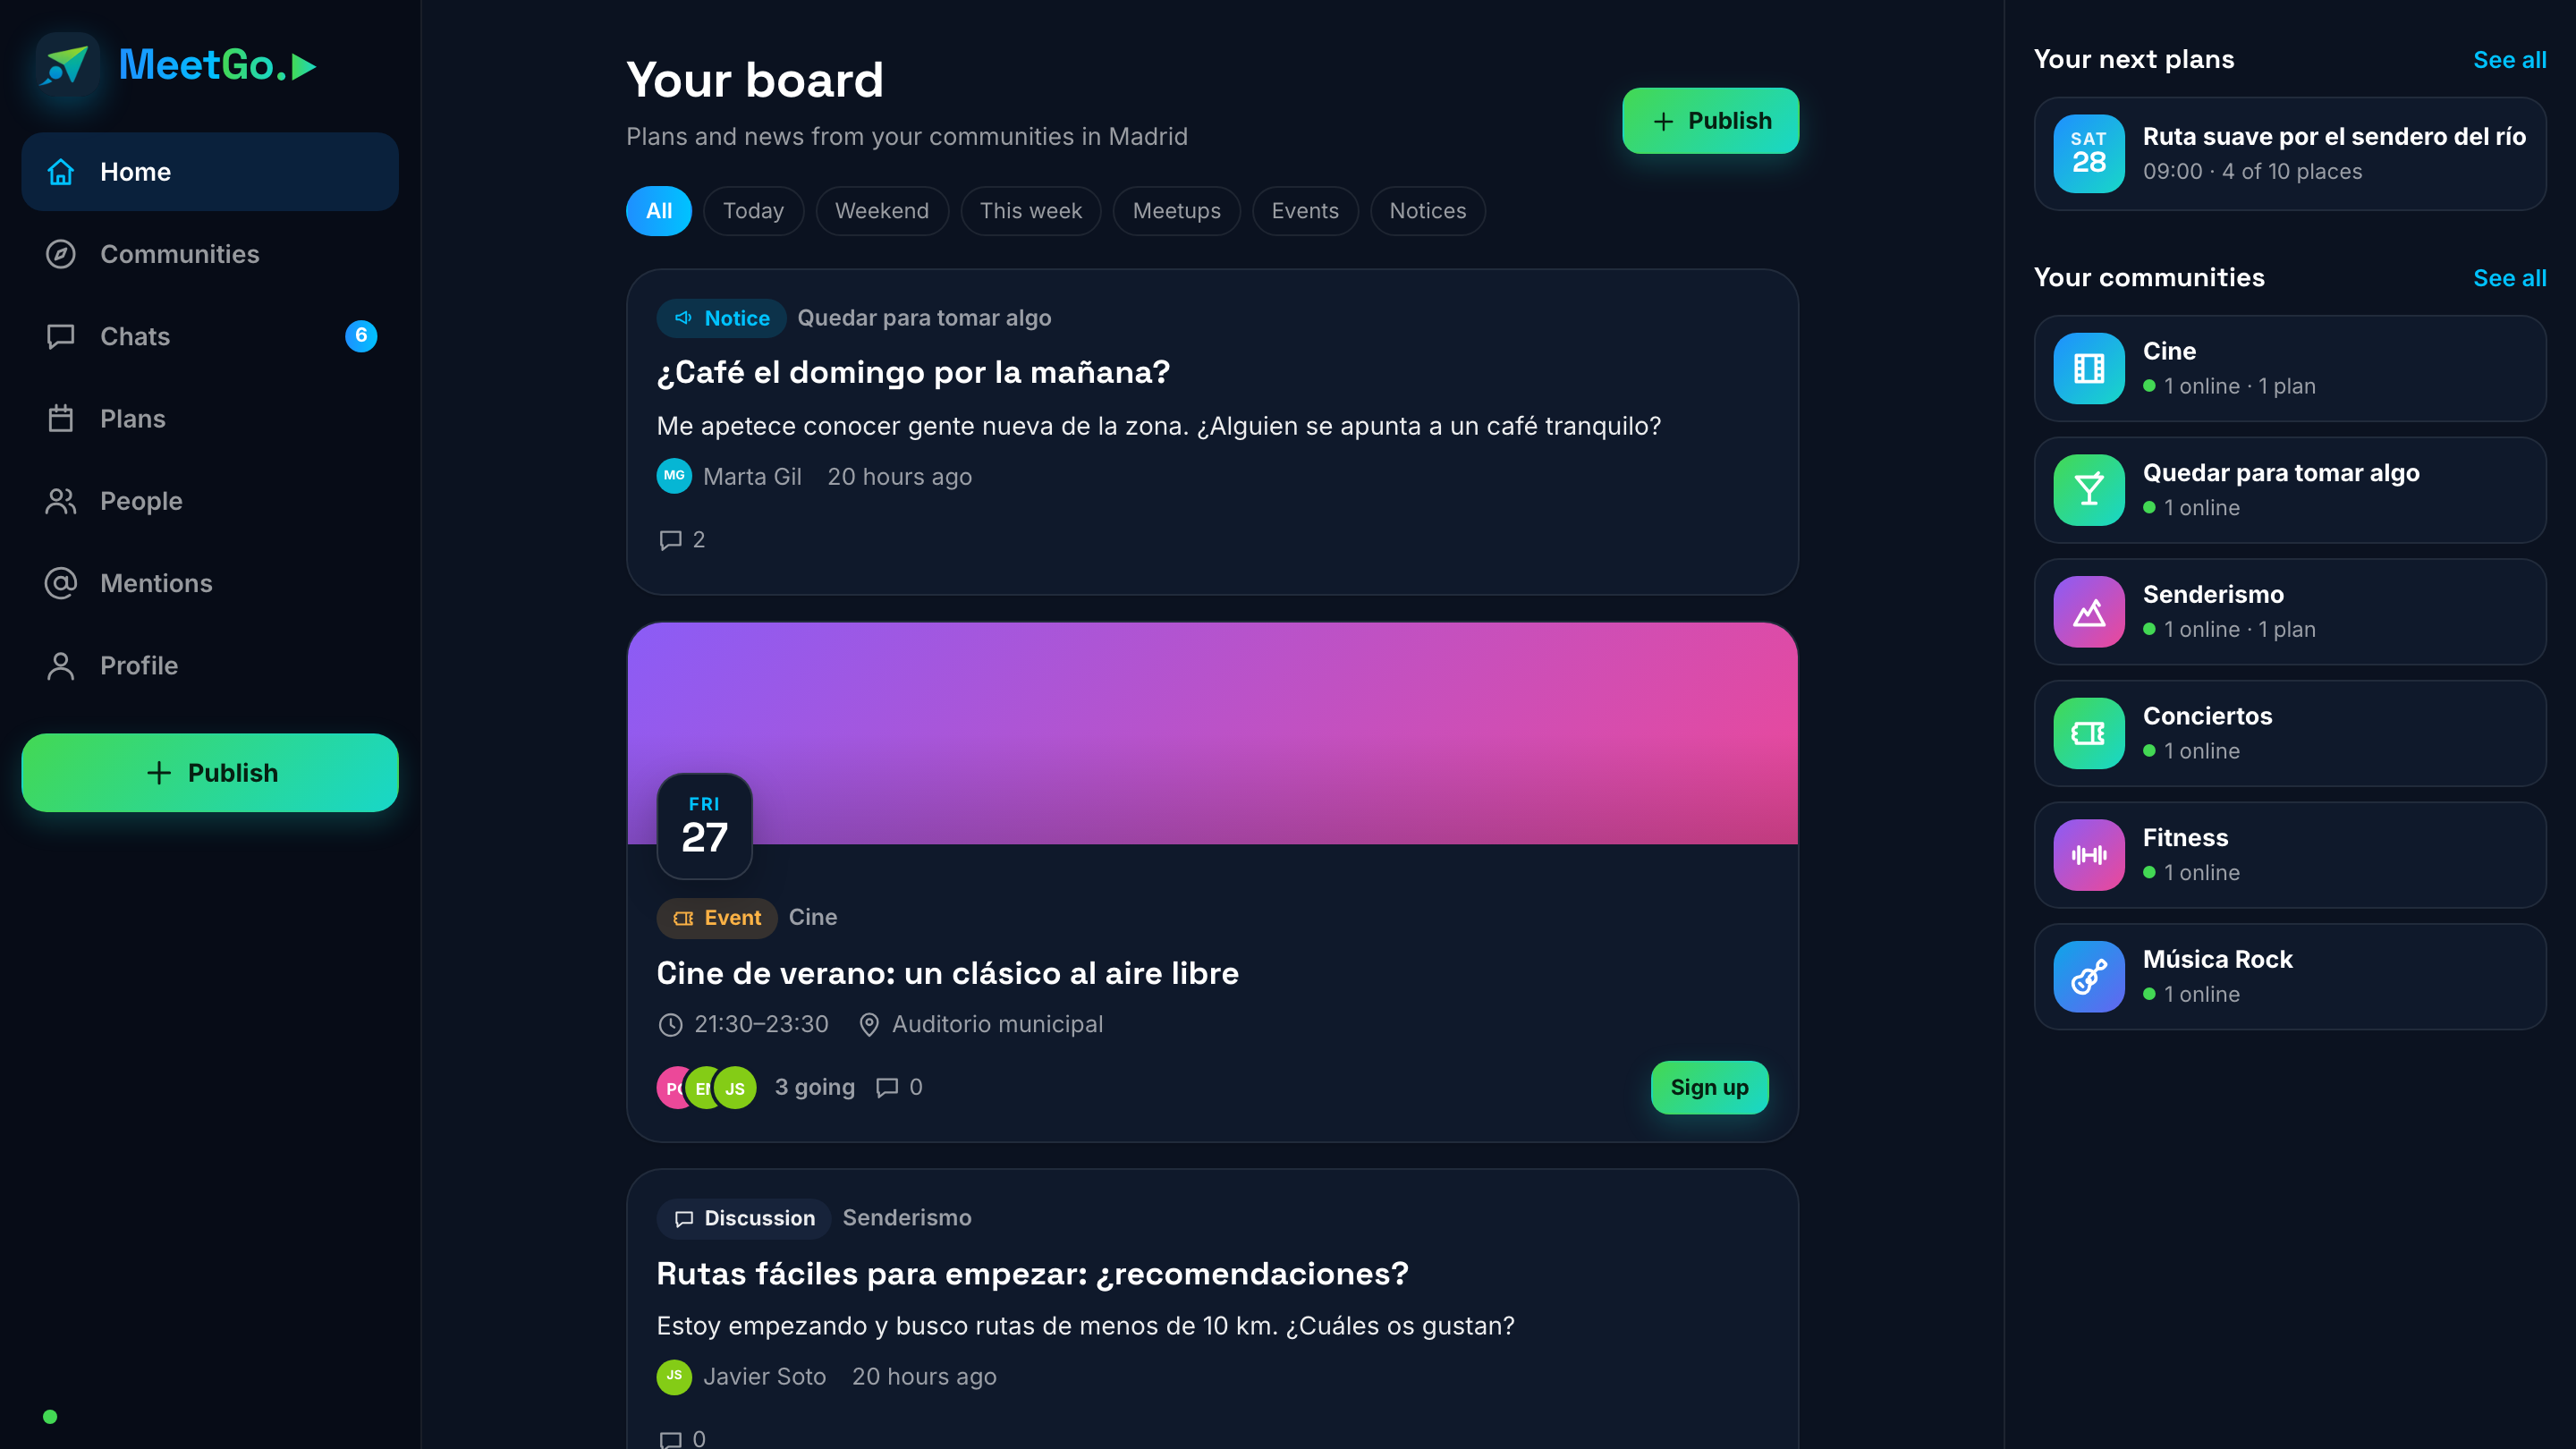 MeetGo.
Home
Communities
Chats
6
Plans
People
Mentions
Profile
Publish
Your board
Plans and news from your communities in Madrid
Publish
All
Today
Weekend
This week
Meetups
Events
Notices
Notice
Quedar para tomar algo
¿Café el domingo por la mañana?
Me apetece conocer gente nueva de la zona. ¿Alguien se apunta a un café tranquilo?
MG Marta Gil 20 hours ago
2
FRI
27
Event
Cine
Cine de verano: un clásico al aire libre
21:30–23:30 Auditorio municipal
JS 3 going 0
Sign up
Discussion
Senderismo
Rutas fáciles para empezar: ¿recomendaciones?
Estoy empezando y busco rutas de menos de 10 km. ¿Cuáles os gustan?
JS Javier Soto 20 hours ago
0
Your next plans
See all
SAT
28
Ruta suave por el sendero del río
09:00 · 4 of 10 places
Your communities
See all
Cine
1 online · 1 plan
Quedar para tomar algo
1 online
Senderismo
1 online · 1 plan
Conciertos
1 online
Fitness
1 online
Música Rock
1 online